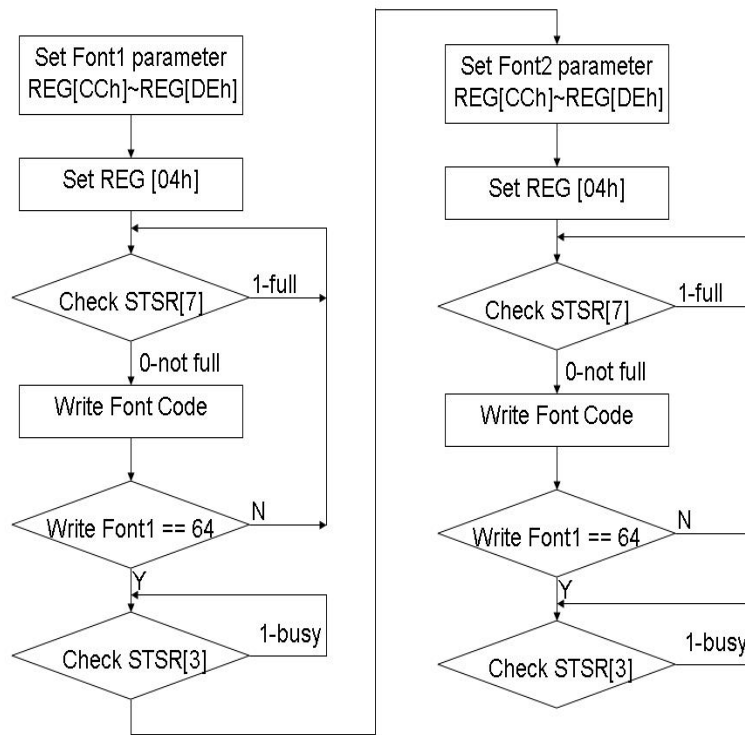 Set Font1 parameter
REG[CCh]~REG[DEh]
Set REG [04h]
Check STSR[7]
1-full
0-not full
Write Font Code
Write Font1 == 64
N
Y
1-busy
Check STSR[3]
Set Font2 parameter
REG[CCh]~REG[DEh]
Set REG [04h]
Check STSR[7]
1-full
0-not full
Write Font Code
Write Font1 == 64
N
Y
1-busy
Check STSR[3]